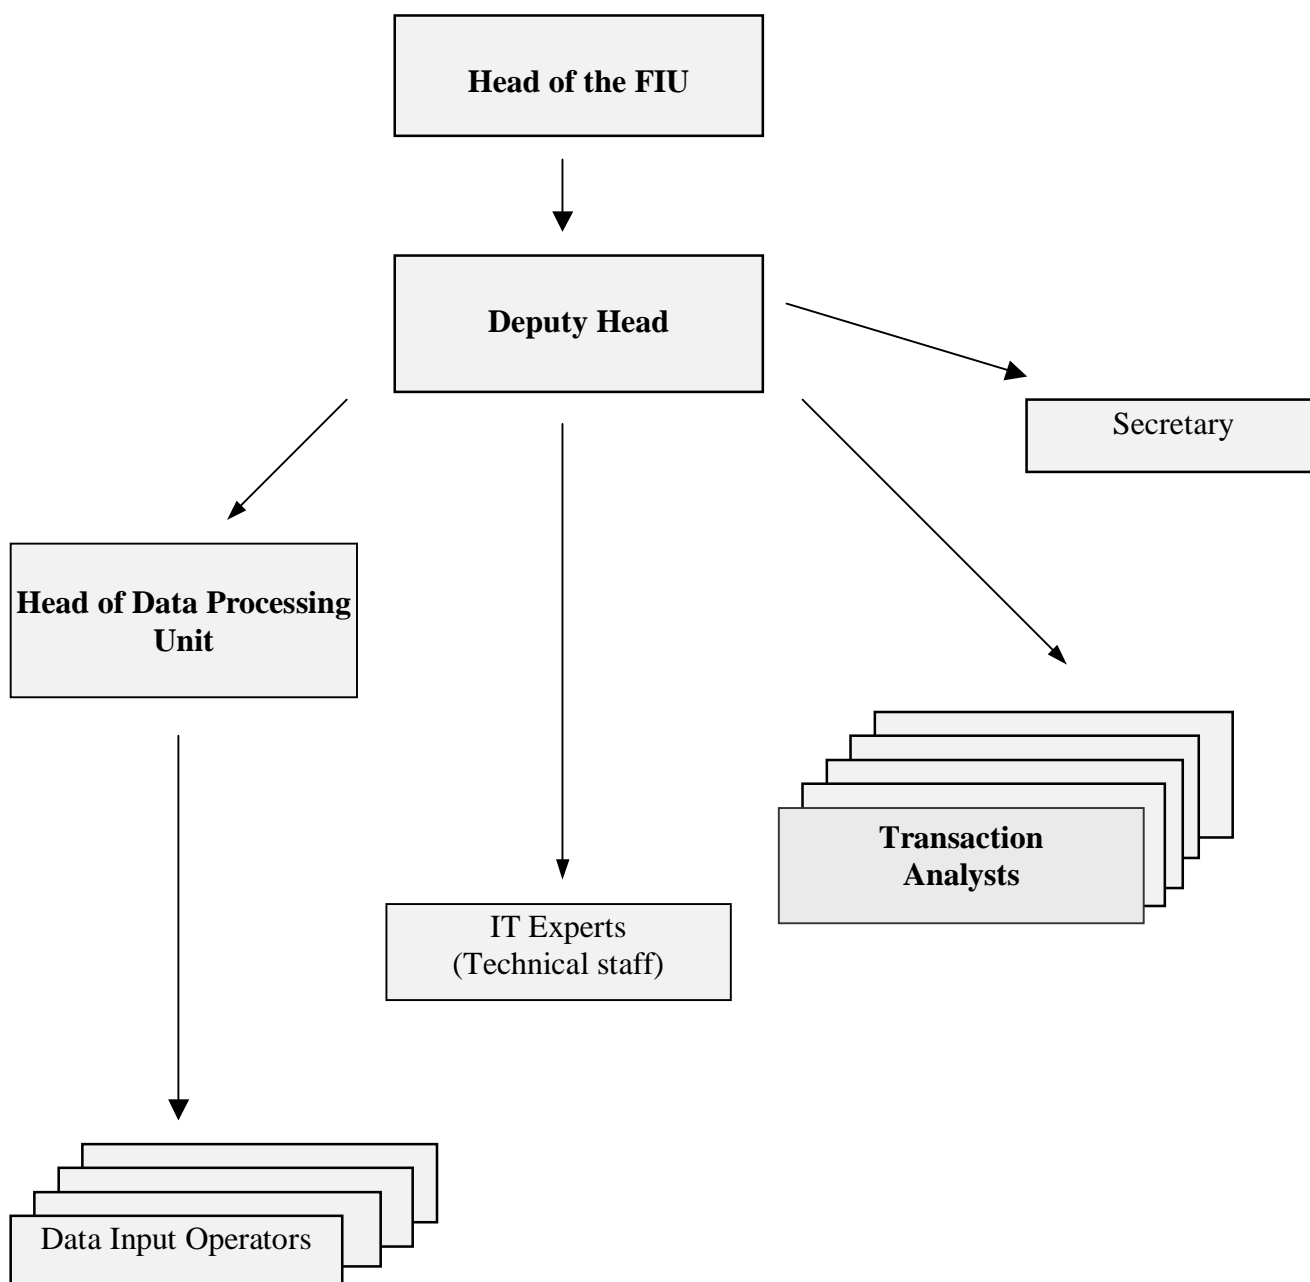 Head of the FIU
Deputy Head
Secretary
Head of Data Processing
Unit
Transaction
Analysts
IT Experts
(Technical staff)
Data Input Operators